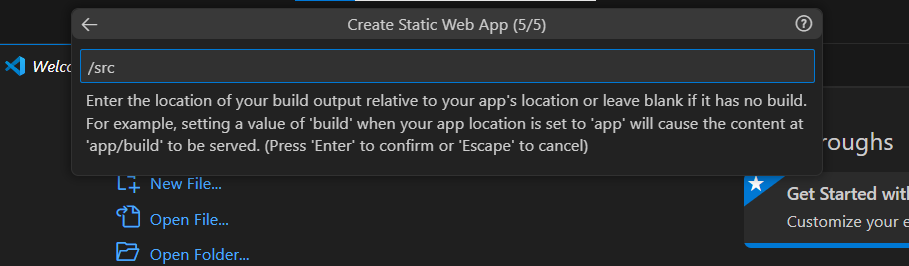 Create Static Web App (5/5)
Welco
/src
Enter the location of your build output relative to your app's location or leave blank if it has no build.
For example, setting a value of 'build' when your app location is set to 'app' will cause the content at
'app/build' to be served. (Press 'Enter' to confirm or 'Escape' to cancel)
roughs
New File...
Open File...
Open Folder...
Get Started with
Customize your e